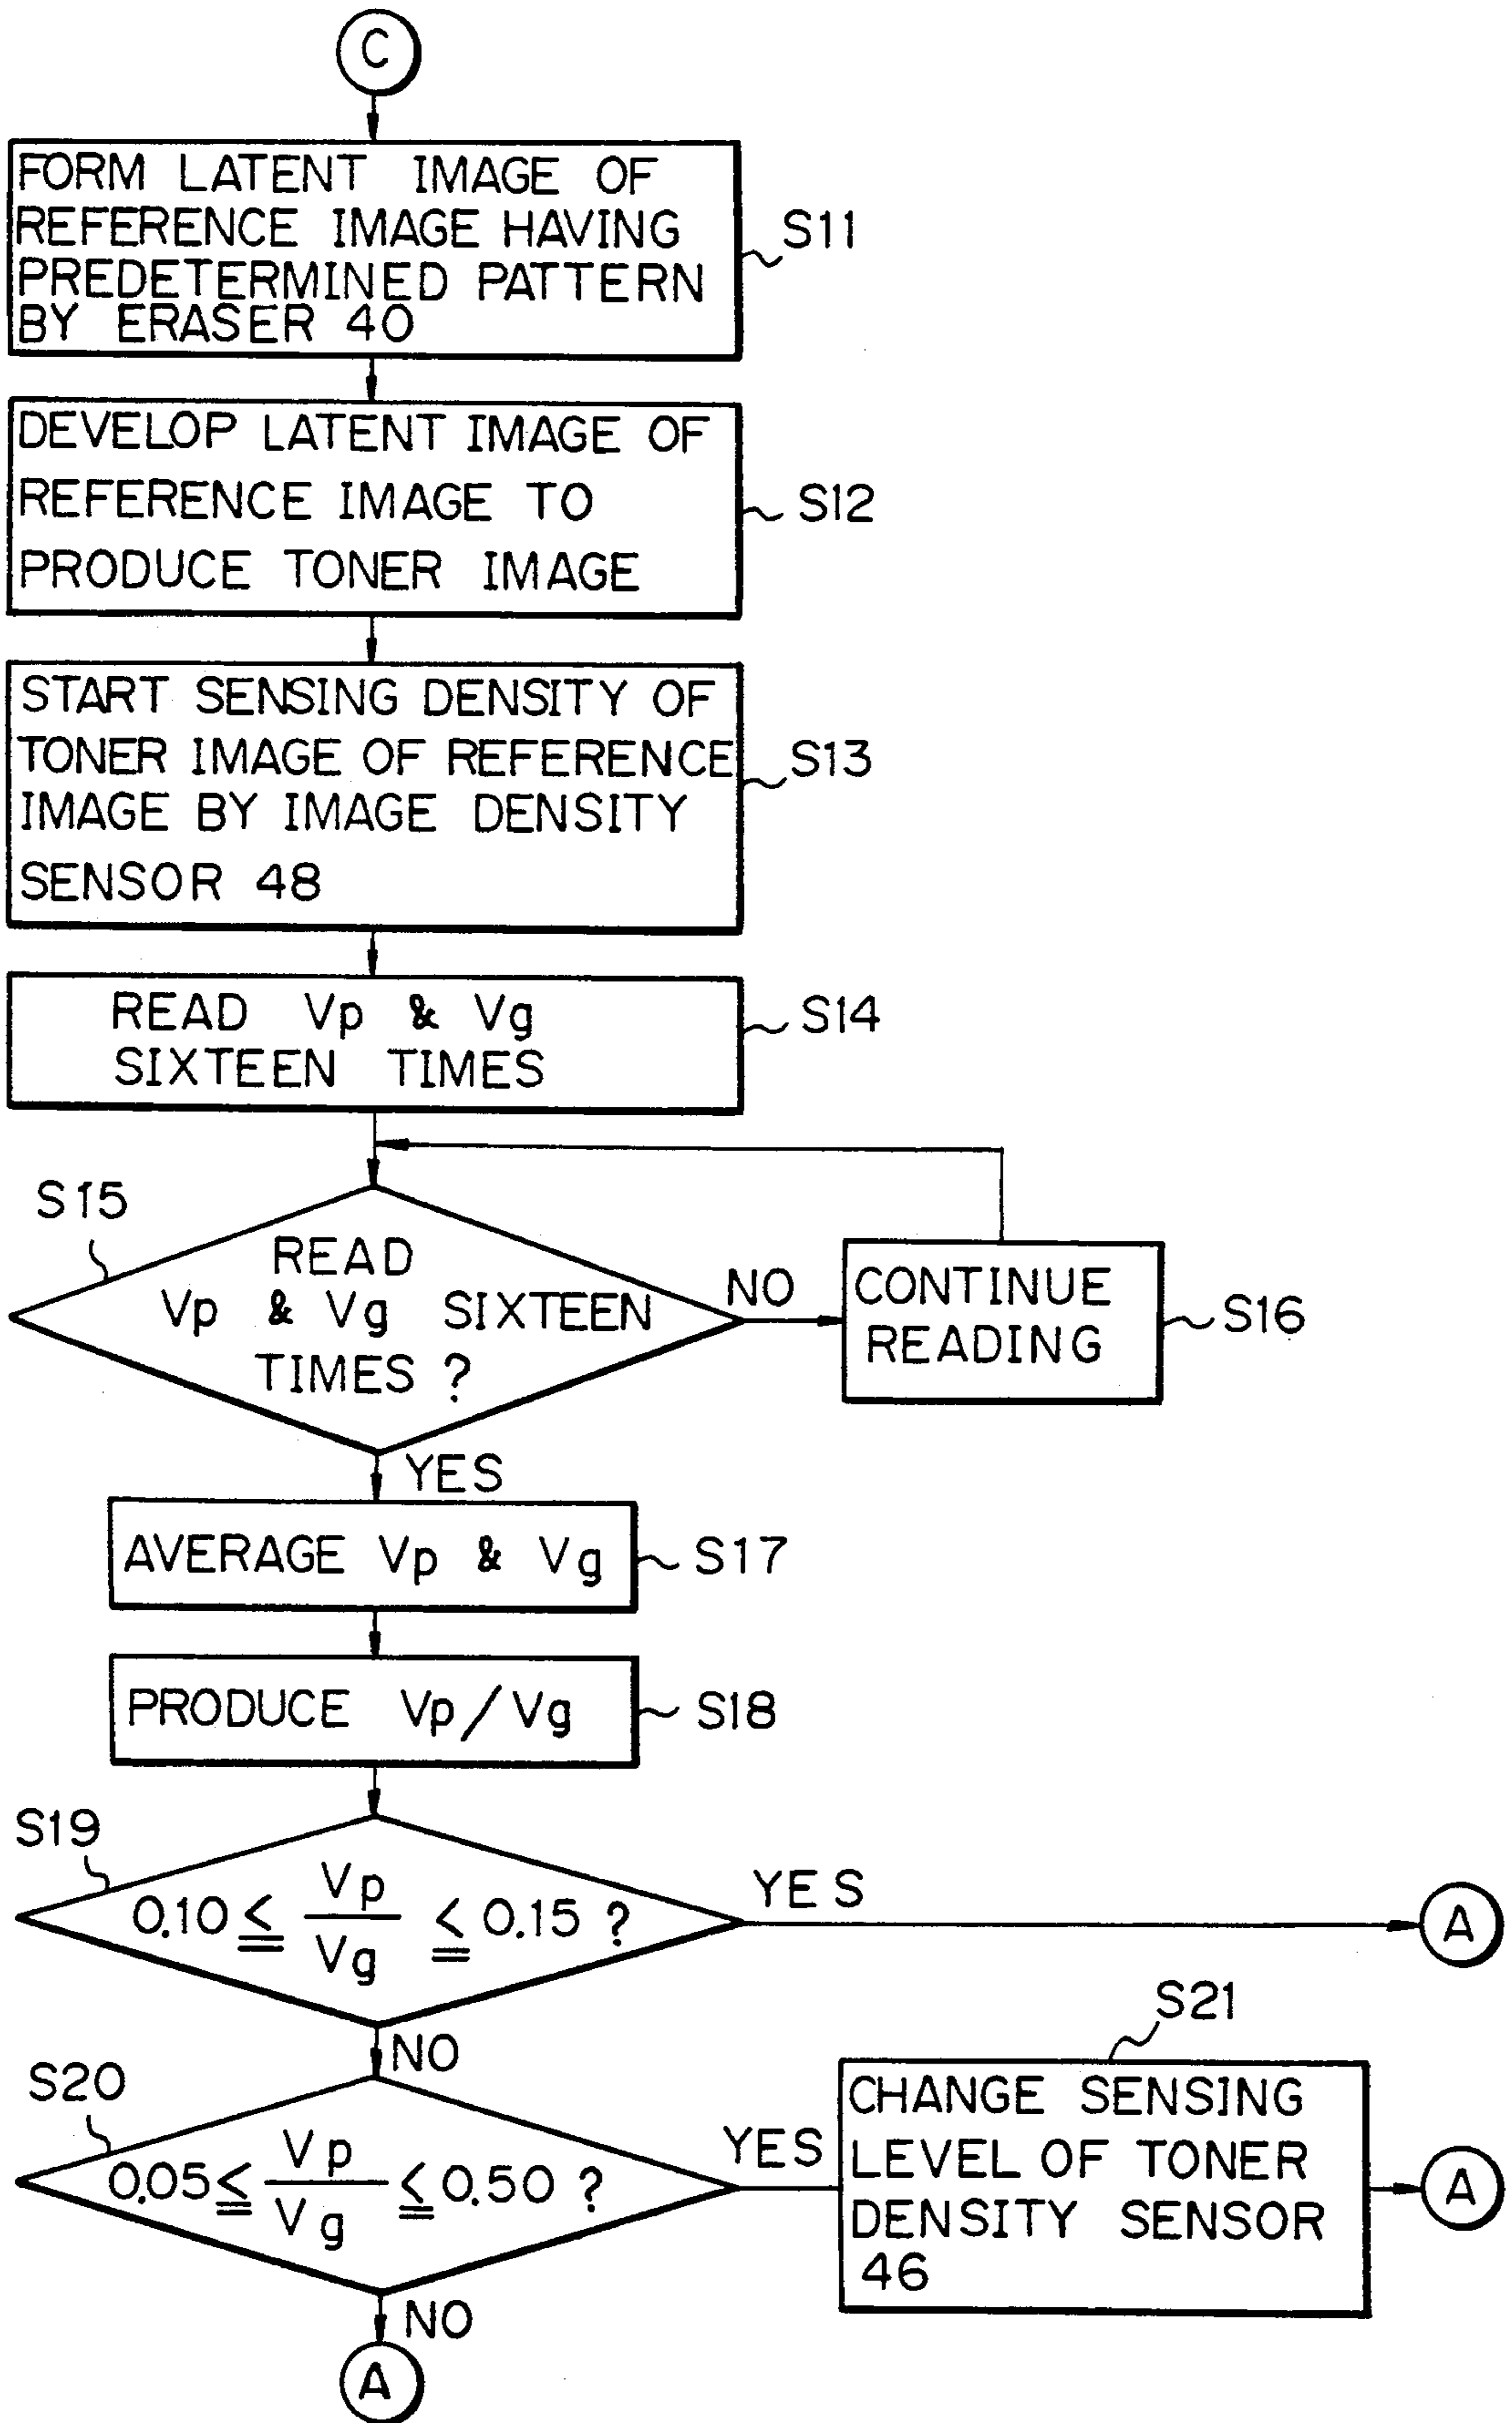 C
FORM LATENT IMAGE OF
REFERENCE IMAGE HAVING
PREDETERMINED PATTERN
BY ERASER 40
S11
DEVELOP LATENT IMAGE OF
REFERENCE IMAGE TO
PRODUCE TONER IMAGE
S12
START SENSING DENSITY OF
TONER IMAGE OF REFERENCE
IMAGE BY IMAGE DENSITY
SENSOR 48
S13
READ Vp & Vg
SIXTEEN TIMES
S14
S15
READ
Vp & Vg SIXTEEN
TIMES ?
NO
CONTINUE
READING
S16
YES
AVERAGE Vp & Vg
S17
PRODUCE Vp/Vg
S18
S19
0.10 ≦ Vp/Vg ≦ 0.15 ?
YES
A
NO
S20
0.05 ≦ Vp/Vg ≦ 0.50 ?
YES
S21
CHANGE SENSING
LEVEL OF TONER
DENSITY SENSOR
46
A
NO
A